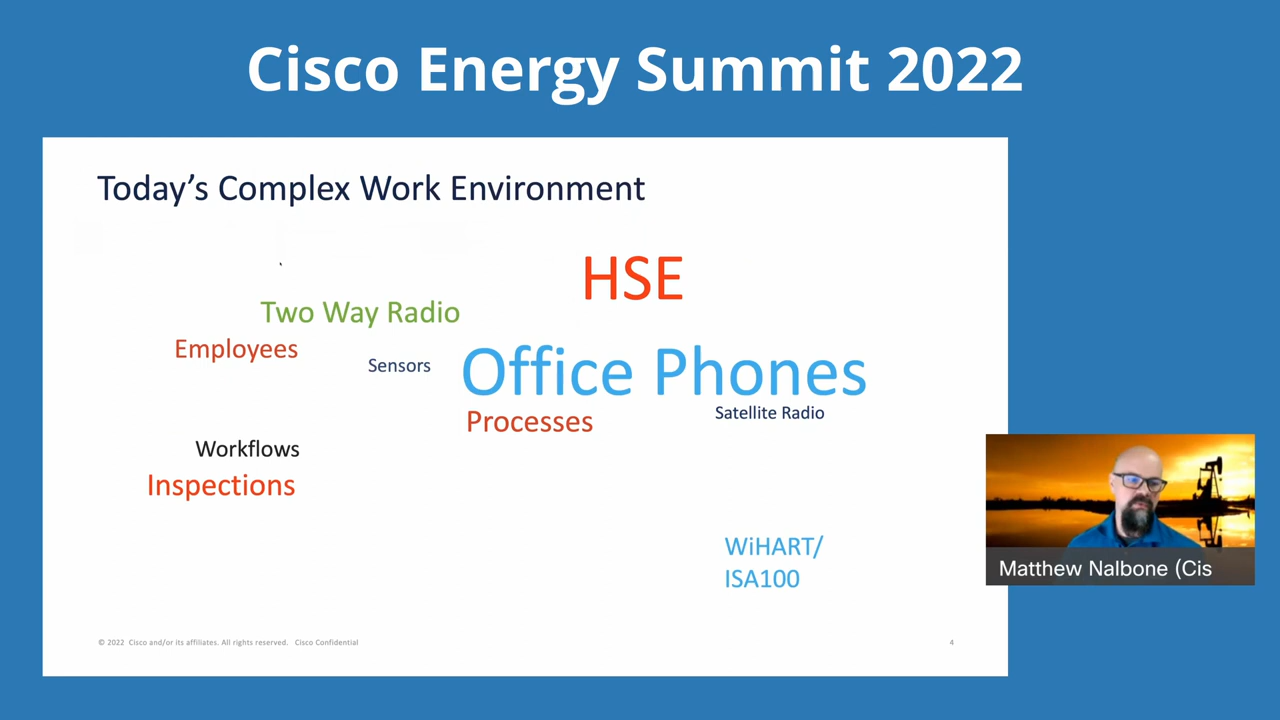 Cisco Energy Summit 2022
Today's Complex Work Environment
HSE
Two Way Radio
Employees
Sensors
Office Phones
Satellite Radio
Processes
Workflows
Inspections
WiHART/
ISA100
Matthew Nalbone (Cis
© 2022 Cisco and/or its affiliates. All rights reserved. Cisco Confidential
4